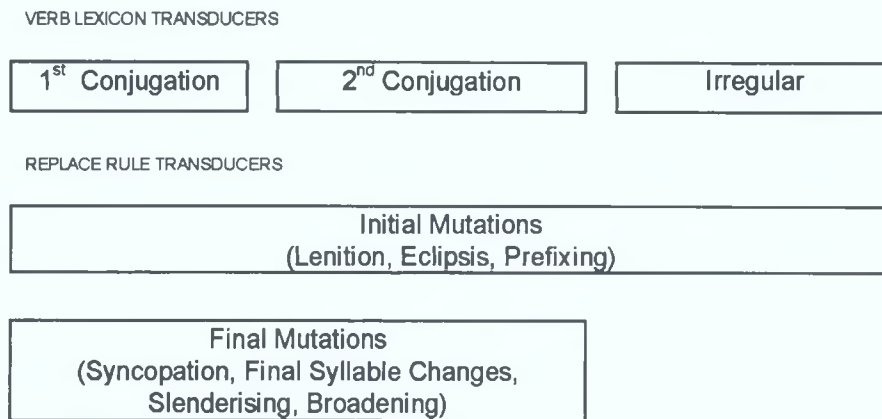 VERB LEXICON TRANSDUCERS
1st Conjugation
2nd Conjugation
Irregular
REPLACE RULE TRANSDUCERS
Initial Mutations
(Lenition, Eclipsis, Prefixing)
Final Mutations
(Syncopation, Final Syllable Changes,
Slenderising, Broadening)